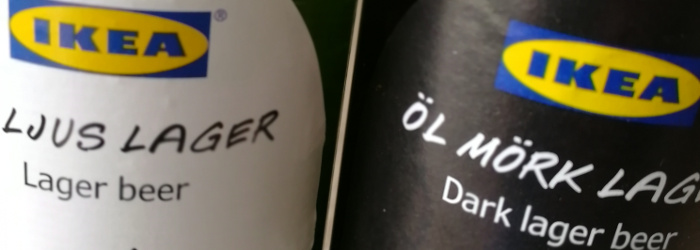 IKEA®
LJUS LAGER
Lager beer
IKEA
ÖL MÖRK
Dark lager beer